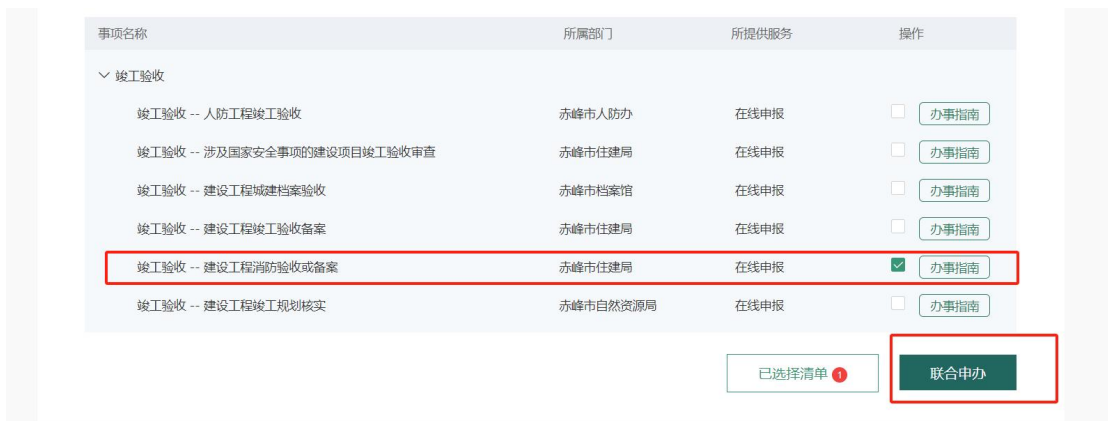 事项名称 所属部门 所提供服务 操作
竣工验收
竣工验收 -- 人防工程竣工验收 赤峰市人防办 在线申报 办事指南
竣工验收 -- 涉及国家安全事项的建设项目竣工验收审查 赤峰市住建局 在线申报 办事指南
竣工验收 -- 建设工程城建档案验收 赤峰市档案馆 在线申报 办事指南
竣工验收 -- 建设工程竣工验收备案 赤峰市住建局 在线申报 办事指南
竣工验收 -- 建设工程消防验收或备案 赤峰市住建局 在线申报 办事指南
竣工验收 -- 建设工程竣工规划核实 赤峰市自然资源局 在线申报 办事指南
已选择清单 1 联合申办